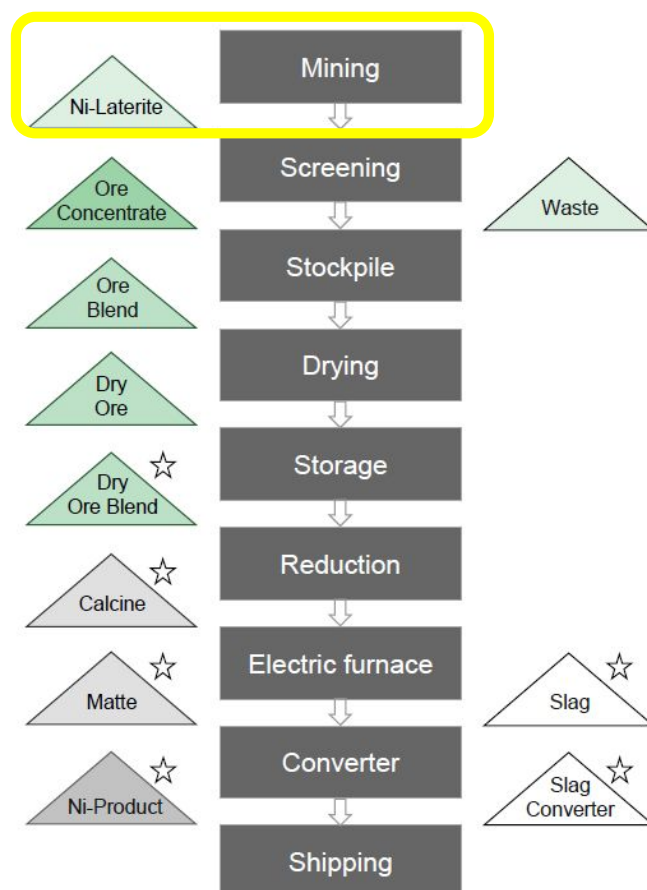 Mining
Ni-Laterite
Screening
Ore
Concentrate
Waste
Stockpile
Ore
Blend
Drying
Dry
Ore
Storage
Dry
Ore Blend
Reduction
Calcine
Electric furnace
Matte
Slag
Converter
Ni-Product
Slag
Converter
Shipping